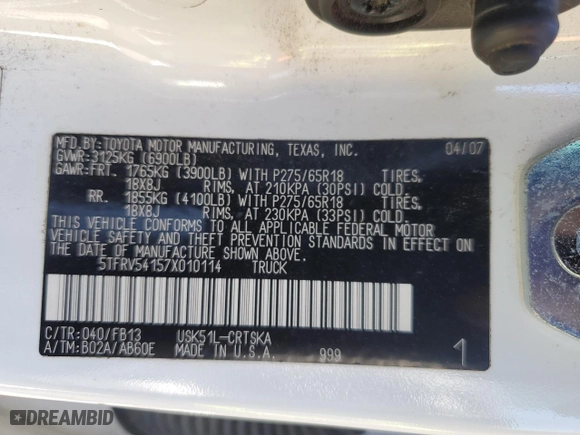 MFD. BY: TOYOTA MOTOR MANUFACTURING, TEXAS, INC. 04/07
GVWR: 3125KG (6900LB)
GAWR: FRT. 1765KG (3900LB) WITH P275/65R18 TIRES,
18X8J RIMS, AT 210KPA (30PSI) COLD.
RR. 1855KG (4100LB) WITH P275/65R18 TIRES,
18X8J RIMS, AT 230KPA (33PSI) COLD.
THIS VEHICLE CONFORMS TO ALL APPLICABLE FEDERAL MOTOR
VEHICLE SAFETY AND THEFT PREVENTION STANDARDS IN EFFECT ON
THE DATE OF MANUFACTURE SHOWN ABOVE.
5TFRV54157X010114 TRUCK
C/TR: 040/FB13 USK51L-CRTSKA
A/TM: B02A/AB60E MADE IN U.S.A. 999 1
DREAMBID